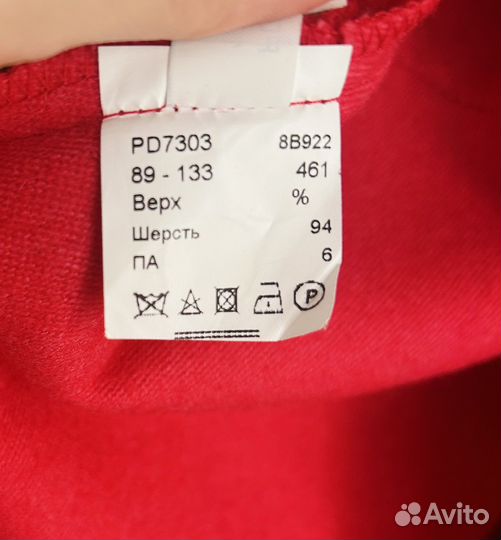 PD7303 8B922
89 - 133 461
Верх %
Шерсть 94
ПА 6
P
Avito